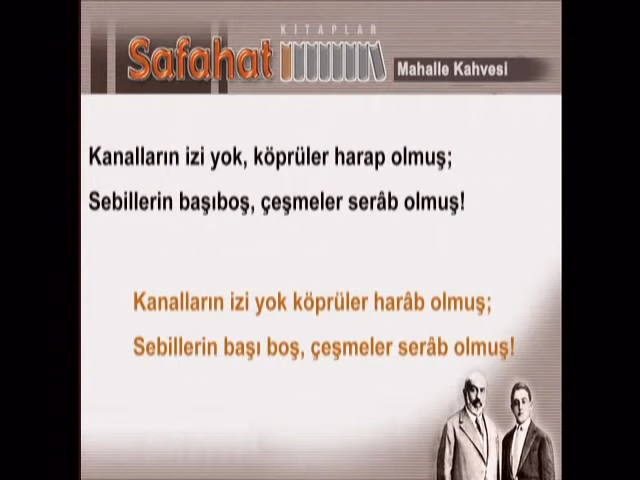 KİTAPLAR
Safahat
Mahalle Kahvesi
Kanalların izi yok, köprüler harap olmuş;
Sebillerin başıboş, çeşmeler serâb olmuş!
Kanalların izi yok köprüler harâb olmuş;
Sebillerin başı boş, çeşmeler serâb olmuş!